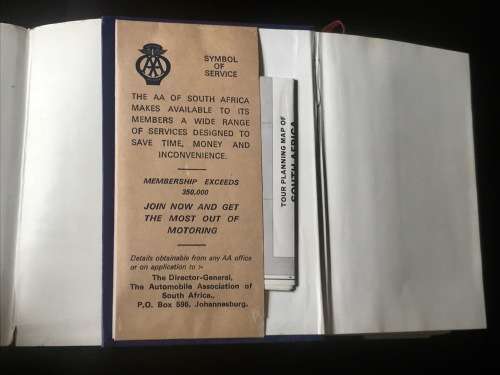 AA
SYMBOL
OF
SERVICE
THE AA OF SOUTH AFRICA
MAKES AVAILABLE TO ITS
MEMBERS A WIDE RANGE
OF SERVICES DESIGNED TO
SAVE TIME, MONEY AND
INCONVENIENCE.
MEMBERSHIP EXCEEDS
350,000
JOIN NOW AND GET
THE MOST OUT OF
MOTORING
Details obtainable from any AA office
or on application to :-
The Director-General,
The Automobile Association of
South Africa,
P.O. Box 596, Johannesburg.
TOUR PLANNING MAP OF
SOUTH AFRICA